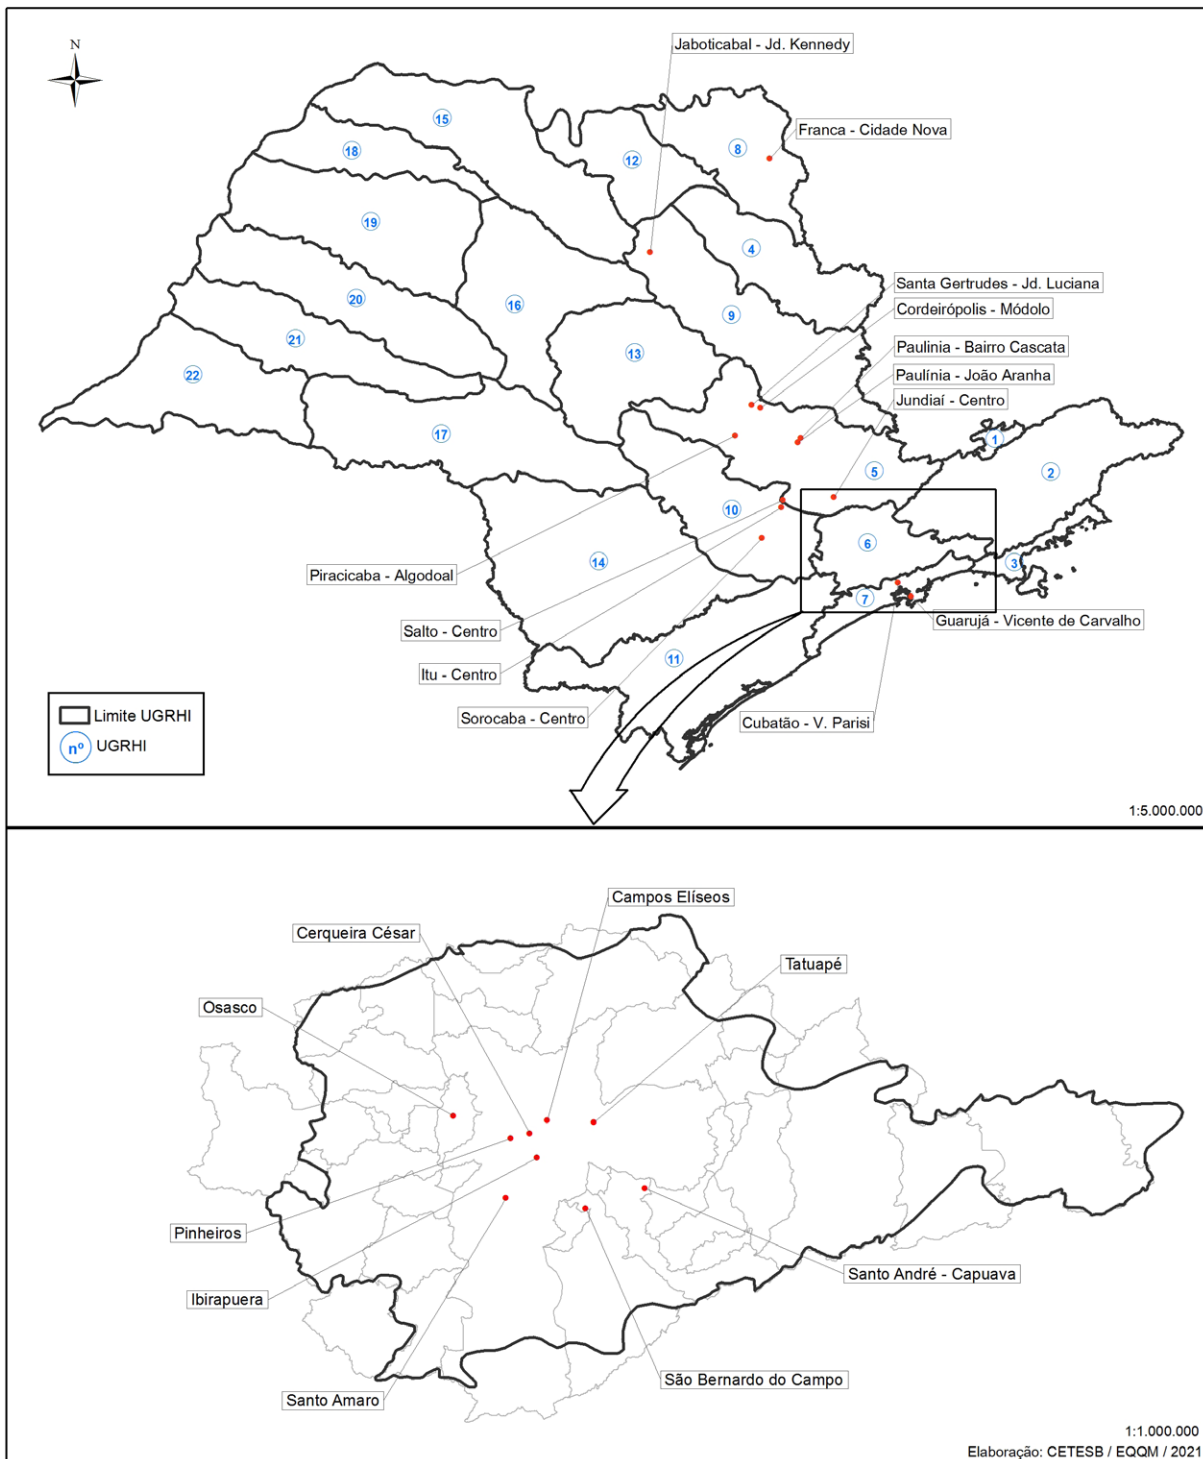 N
Jaboticabal - Jd. Kennedy
Franca - Cidade Nova
15
18
12
8
19
4
20
16
9
21
13
22
17
Santa Gertrudes - Jd. Luciana
Cordeirópolis - Módolo
Paulinia - Bairro Cascata
Paulínia - João Aranha
Jundiaí - Centro
1
2
5
10
6
3
14
7
11
Piracicaba - Algodoal
Salto - Centro
Itu - Centro
Sorocaba - Centro
Guarujá - Vicente de Carvalho
Cubatão - V. Parisi
Limite UGRHI
nº UGRHI
1:5.000.000
Campos Elíseos
Cerqueira César
Tatuapé
Osasco
Pinheiros
Ibirapuera
Santo André - Capuava
São Bernardo do Campo
Santo Amaro
1:1.000.000
Elaboração: CETESB / EQQM / 2021